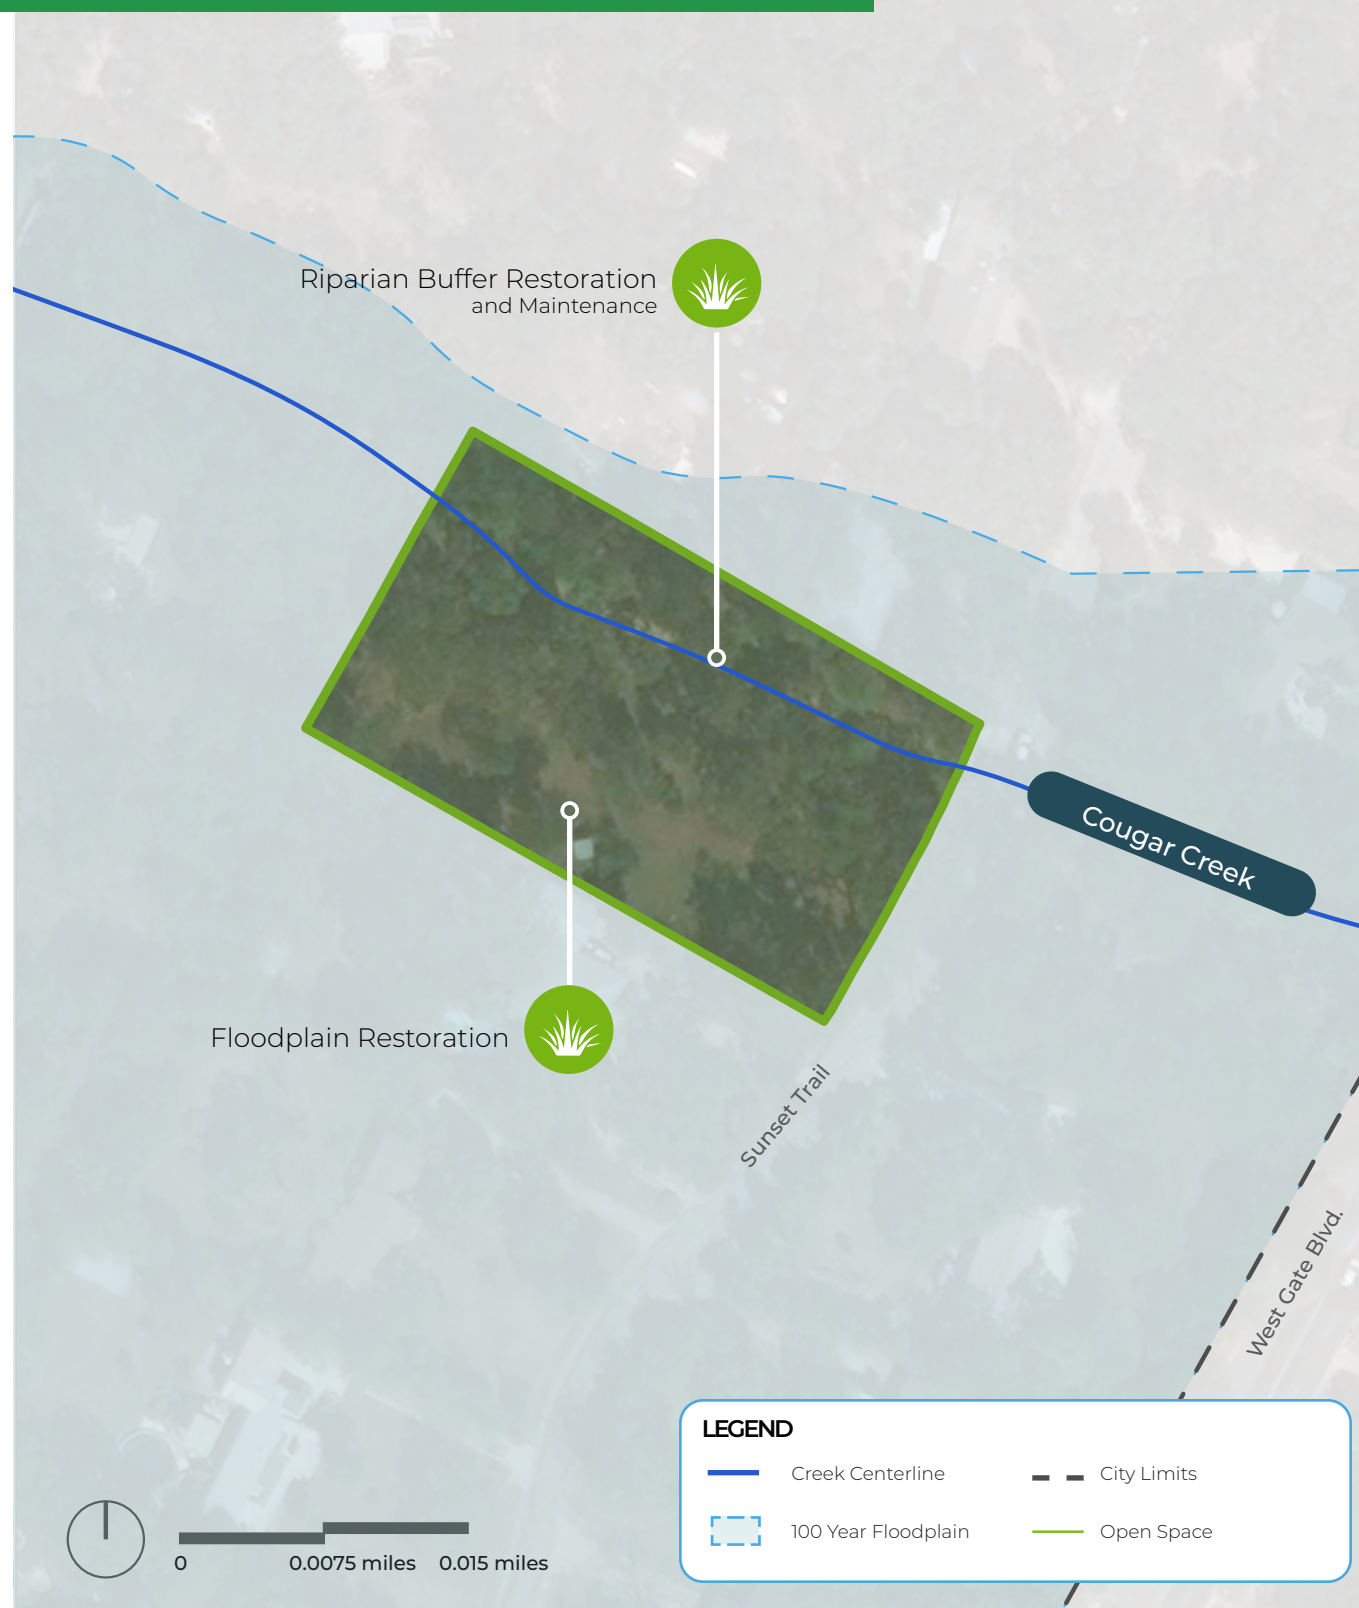 Riparian Buffer Restoration
and Maintenance
Cougar Creek
Floodplain Restoration
Sunset Trail
West Gate Blvd.
LEGEND
Creek Centerline
City Limits
100 Year Floodplain
Open Space
0
0.0075 miles
0.015 miles